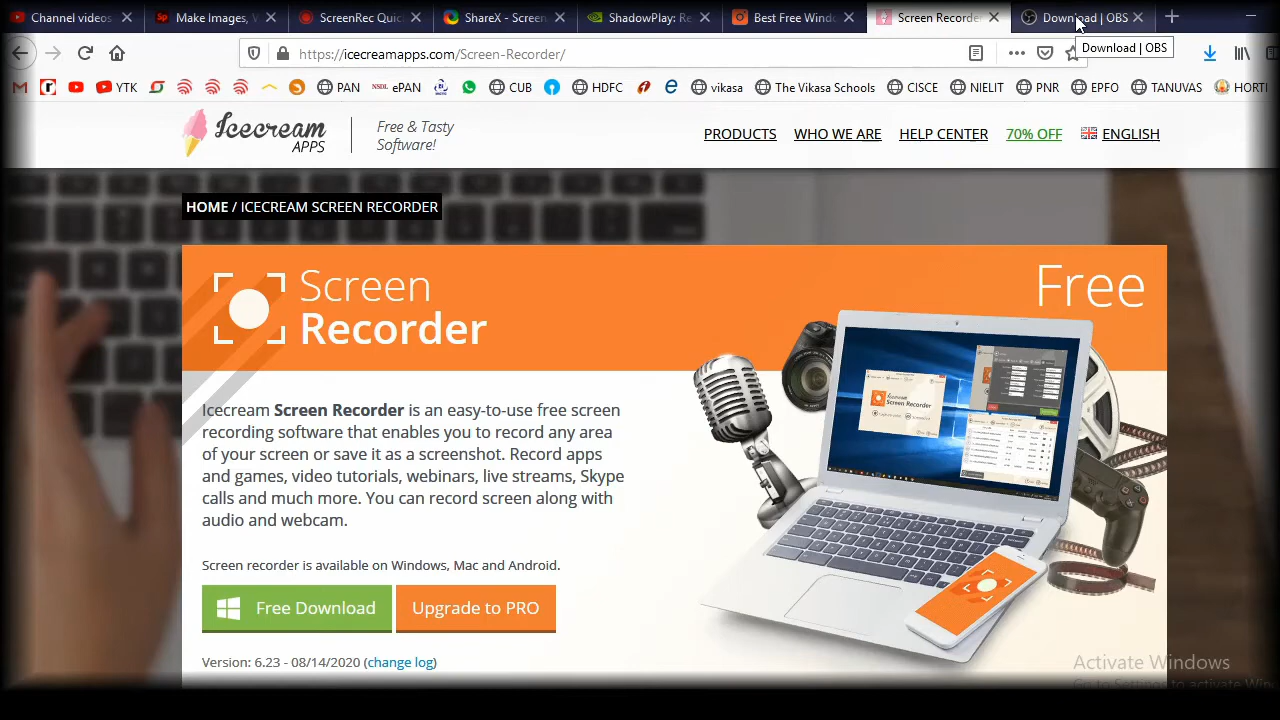 Channel videos
Make Images, V
ScreenRec Quic
ShareX - Screen
ShadowPlay: Re
Best Free Windo
Screen Recorde
Download | OBS
https://icecreamapps.com/Screen-Recorder/
Download | OBS
YTK
PAN
NSDL ePAN
CUB
HDFC
vikasa
The Vikasa Schools
CISCE
NIELIT
PNR
EPFO
TANUVAS
HORTI
Icecream APPS
Free & Tasty
Software!
PRODUCTS
WHO WE ARE
HELP CENTER
70% OFF
ENGLISH
HOME / ICECREAM SCREEN RECORDER
Screen
Recorder
Free
Icecream Screen Recorder is an easy-to-use free screen
recording software that enables you to record any area
of your screen or save it as a screenshot. Record apps
and games, video tutorials, webinars, live streams, Skype
calls and much more. You can record screen along with
audio and webcam.
Screen recorder is available on Windows, Mac and Android.
Free Download
Upgrade to PRO
Version: 6.23 - 08/14/2020 (change log)
Icecream
Screen Recorder
Activate Windows